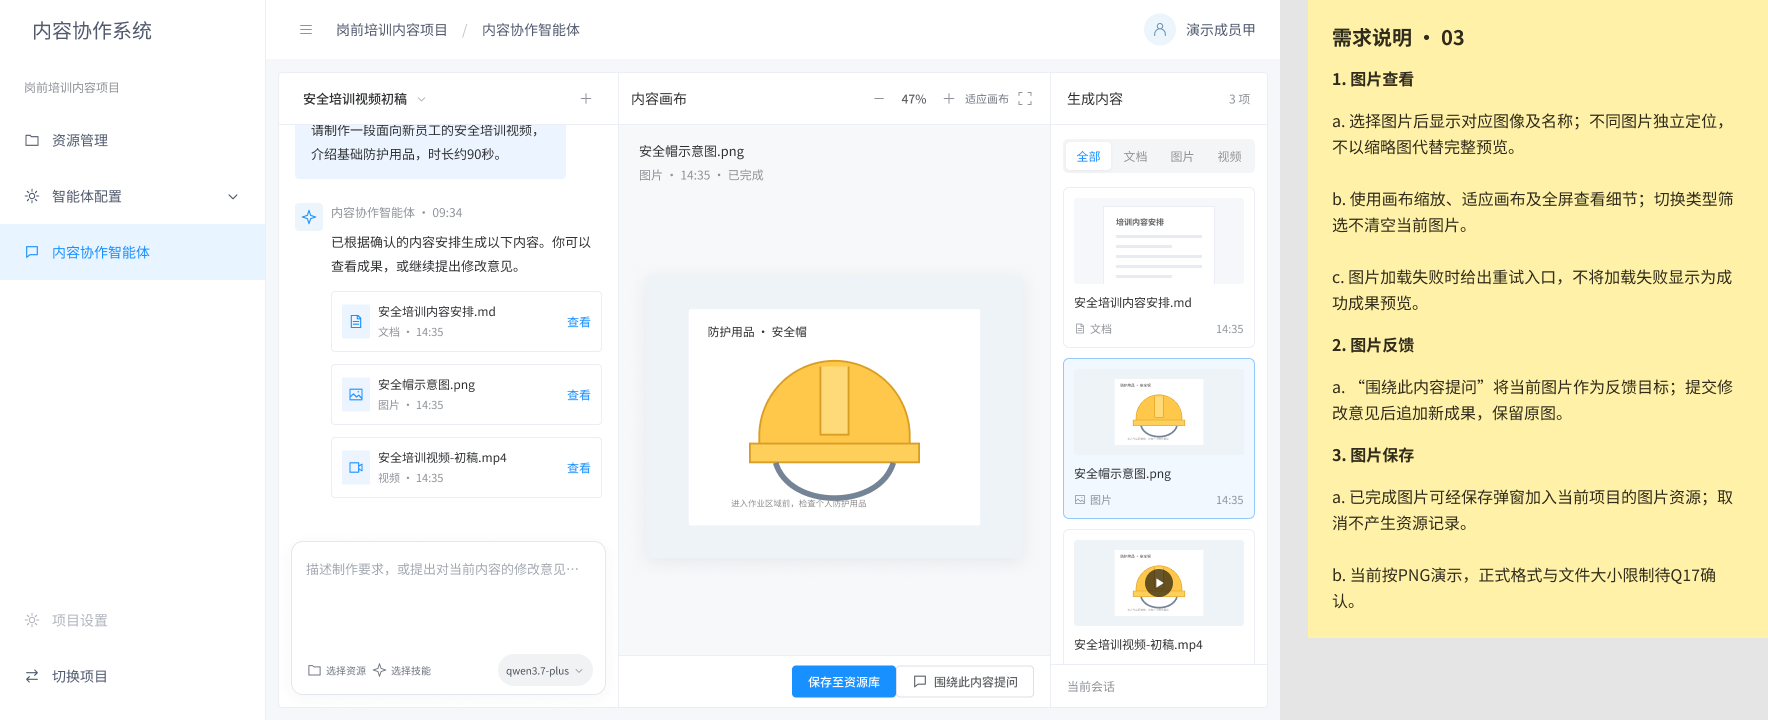 内容协作系统
岗前培训内容项目
资源管理
智能体配置
内容协作智能体
项目设置
切换项目
岗前培训内容项目 / 内容协作智能体
演示成员甲
安全培训视频初稿
请制作一段面向新员工的安全培训视频，
介绍基础防护用品，时长约90秒。
内容协作智能体 • 09:34
已根据确认的内容安排生成以下内容。你可以
查看成果，或继续提出修改意见。
安全培训内容安排.md
文档 • 14:35
查看
安全帽示意图.png
图片 • 14:35
查看
安全培训视频-初稿.mp4
视频 • 14:35
查看
描述制作要求，或提出对当前内容的修改意见…
选择资源
选择技能
qwen3.7-plus
内容画布
47%
适应画布
安全帽示意图.png
图片 • 14:35 • 已完成
防护用品 • 安全帽
进入作业区域前，检查个人防护用品
保存至资源库
围绕此内容提问
生成内容
3 项
全部
文档
图片
视频
培训内容安排
安全培训内容安排.md
文档
14:35
防护用品 • 安全帽
安全帽示意图.png
图片
14:35
防护用品 • 安全帽
安全培训视频-初稿.mp4
当前会话
需求说明 • 03
1. 图片查看
a. 选择图片后显示对应图像及名称；不同图片独立定位，
不以缩略图代替完整预览。
b. 使用画布缩放、适应画布及全屏查看细节；切换类型筛
选不清空当前图片。
c. 图片加载失败时给出重试入口，不将加载失败显示为成
功成果预览。
2. 图片反馈
a. “围绕此内容提问”将当前图片作为反馈目标；提交修
改意见后追加新成果，保留原图。
3. 图片保存
a. 已完成图片可经保存弹窗加入当前项目的图片资源；取
消不产生资源记录。
b. 当前按PNG演示，正式格式与文件大小限制待Q17确
认。